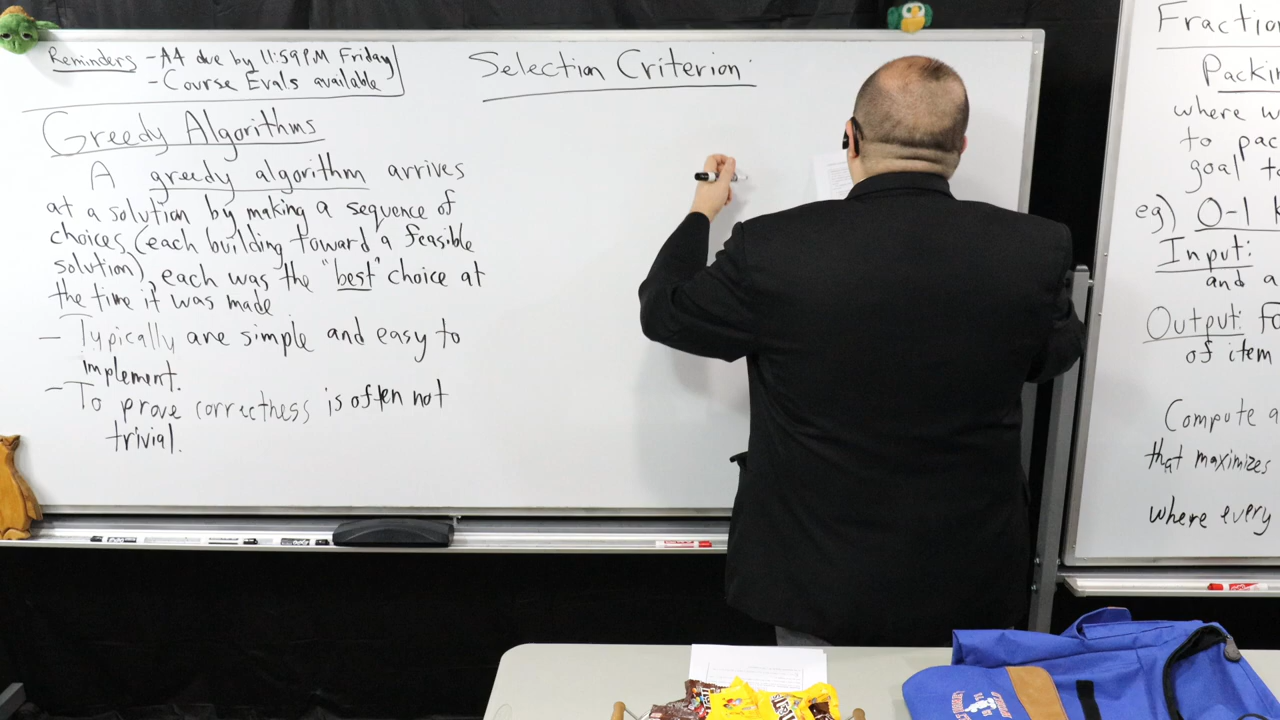 Reminders - A4 due by 11:59PM Friday
- Course Evals available
Greedy Algorithms
A greedy algorithm arrives
at a solution by making a sequence of
choices, (each building toward a feasible
solution), each was the "best" choice at
the time it was made
- Typically are simple and easy to
implement.
- To prove correctness is often not
trivial.
Selection Criterion
Fraction
Packin
where w
to pac
goal to
eg) 0-1 k
Input:
and a
Output: Fo
of item
Compute a
that maximizes
where every